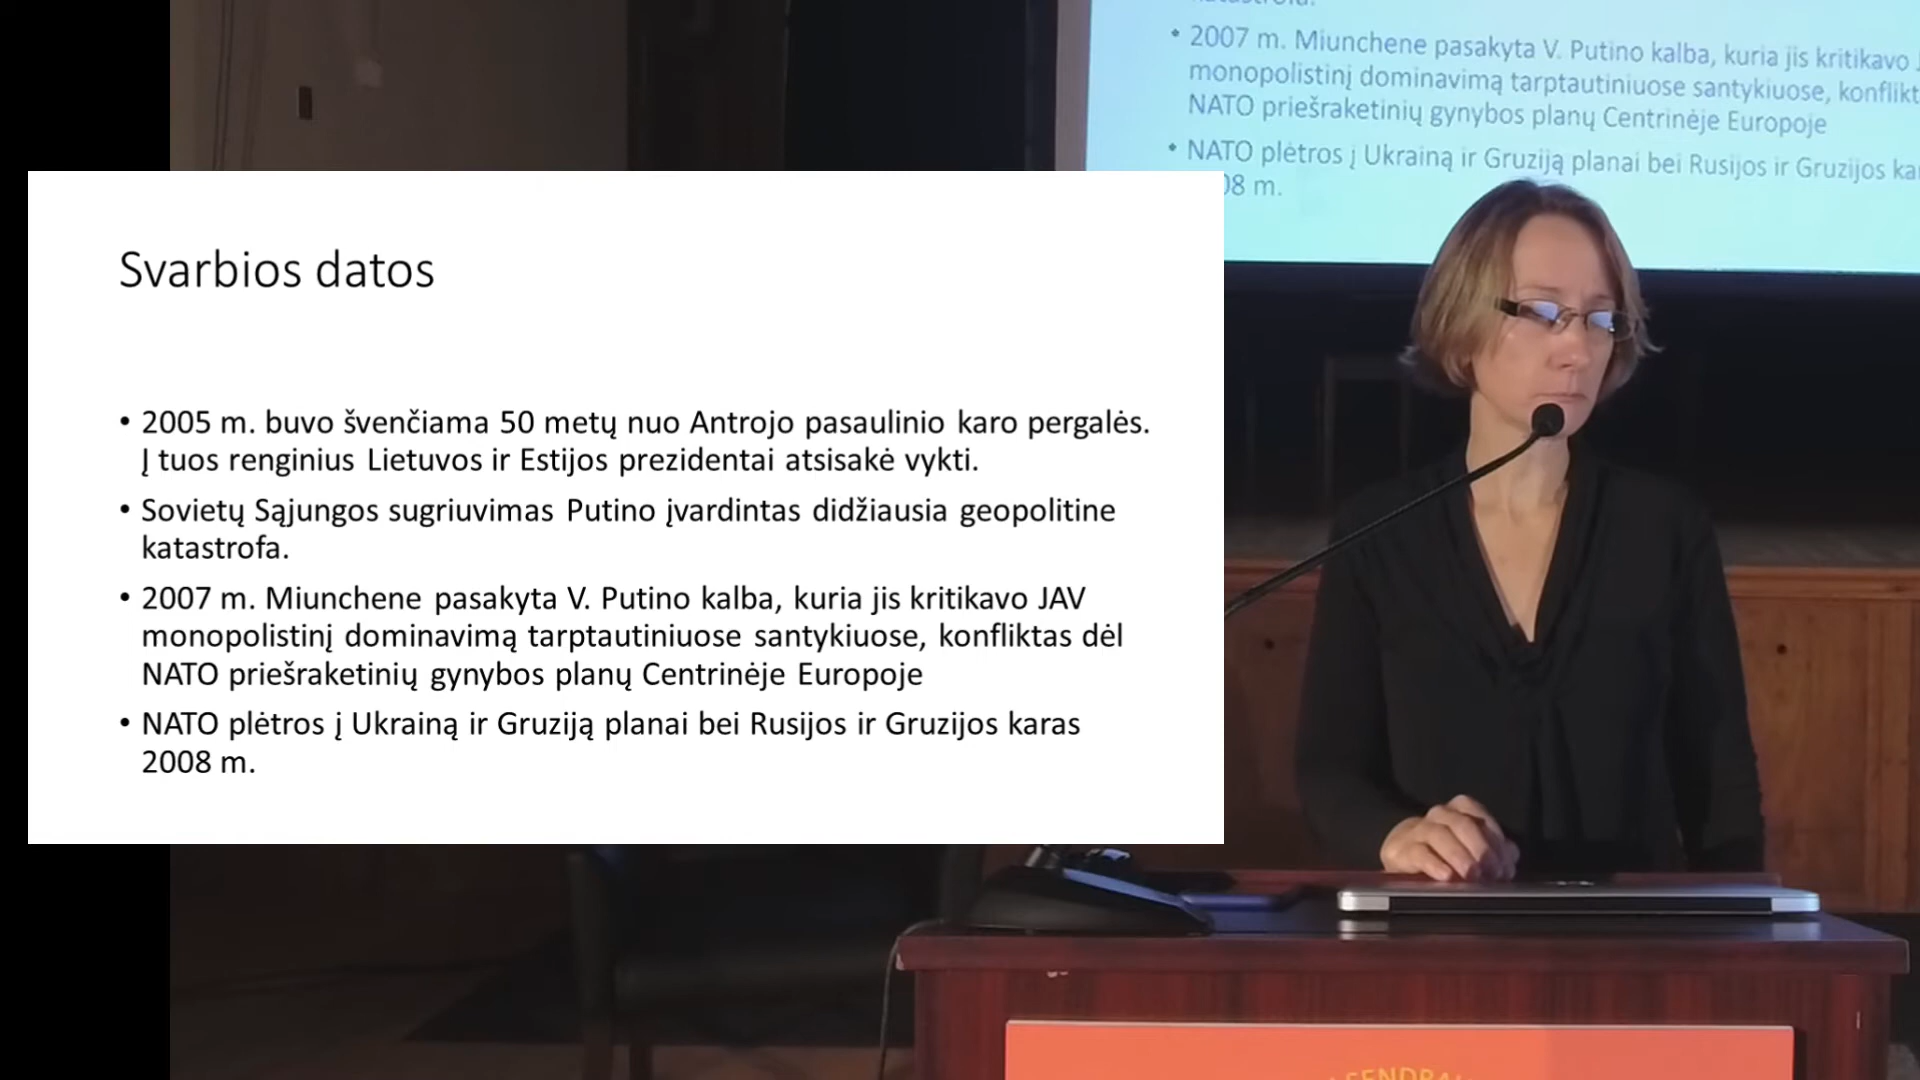 katastrofa.
• 2007 m. Miunchene pasakyta V. Putino kalba, kuria jis kritikavo
monopolistinį dominavimą tarptautiniuose santykiuose, konflikt
NATO priešraketinių gynybos planų Centrinėje Europoje
• NATO plėtros į Ukrainą ir Gruziją planai bei Rusijos ir Gruzijos ka
08 m.
Svarbios datos
• 2005 m. buvo švenčiama 50 metų nuo Antrojo pasaulinio karo pergalės.
Į tuos renginius Lietuvos ir Estijos prezidentai atsisakė vykti.
• Sovietų Sąjungos sugriuvimas Putino įvardintas didžiausia geopolitine
katastrofa.
• 2007 m. Miunchene pasakyta V. Putino kalba, kuria jis kritikavo JAV
monopolistinį dominavimą tarptautiniuose santykiuose, konfliktas dėl
NATO priešraketinių gynybos planų Centrinėje Europoje
• NATO plėtros į Ukrainą ir Gruziją planai bei Rusijos ir Gruzijos karas
2008 m.